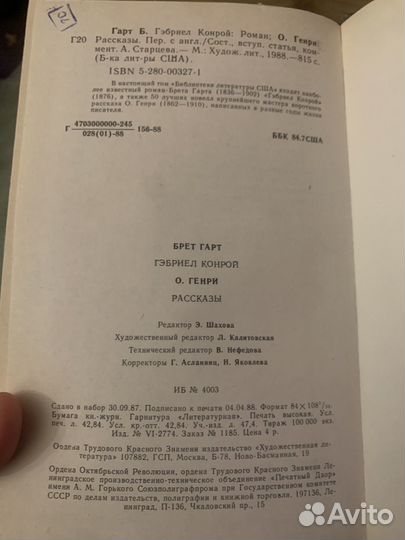 Гарт Б. Гэбриел Конрой: Роман; О. Генри:
Г20 Рассказы. Пер. с англ./Сост., вступ. статья, ком-
мент. А. Старцева.— М.: Худож. лит., 1988.— 815 с.
(Б-ка лит-ры США).
ISBN 5-280-00327-1
В настоящий том «Библиотеки литературы США» входят наибо-
лее известный роман Брета Гарта (1836—1902) «Гэбриел Конрой»
(1876), а также 50 лучших новелл крупнейшего мастера короткого
рассказа О. Генри (1862—1910), написанных в разные годы жизни
писателя.
Г 4703000000-245
028(01)-88 156-88
ББК 84.7США
БРЕТ ГАРТ
ГЭБРИЕЛ КОНРОЙ
О. ГЕНРИ
РАССКАЗЫ
Редактор Э. Шахова
Художественный редактор Л. Калитовская
Технический редактор В. Нефедова
Корректоры Г. Асланянц, Н. Яковлева
ИБ № 4003
Сдано в набор 30.09.87. Подписано к печати 04.04.88. Формат 84×108¹/₃₂.
Бумага кн.-журн. Гарнитура «Литературная». Печать высокая. Усл.
печ. л. 42,84. Усл. кр.-отт. 42,84. Уч.-изд. л. 47,4. Тираж 100 000 экз.
Изд. № VI-2774. Заказ № 1185. Цена 4 р.
Ордена Трудового Красного Знамени издательство «Художественная ли-
тература» 107882, ГСП, Москва, Б-78, Ново-Басманная, 19
Ордена Октябрьской Революции, ордена Трудового Красного Знамени Ле-
нинградское производственно-техническое объединение «Печатный Двор»
имени А. М. Горького Союзполиграфпрома при Государственном комитете
СССР по делам издательств, полиграфии и книжной торговли. 197136, Ле-
нинград, П-136, Чкаловский пр., 15
Avito